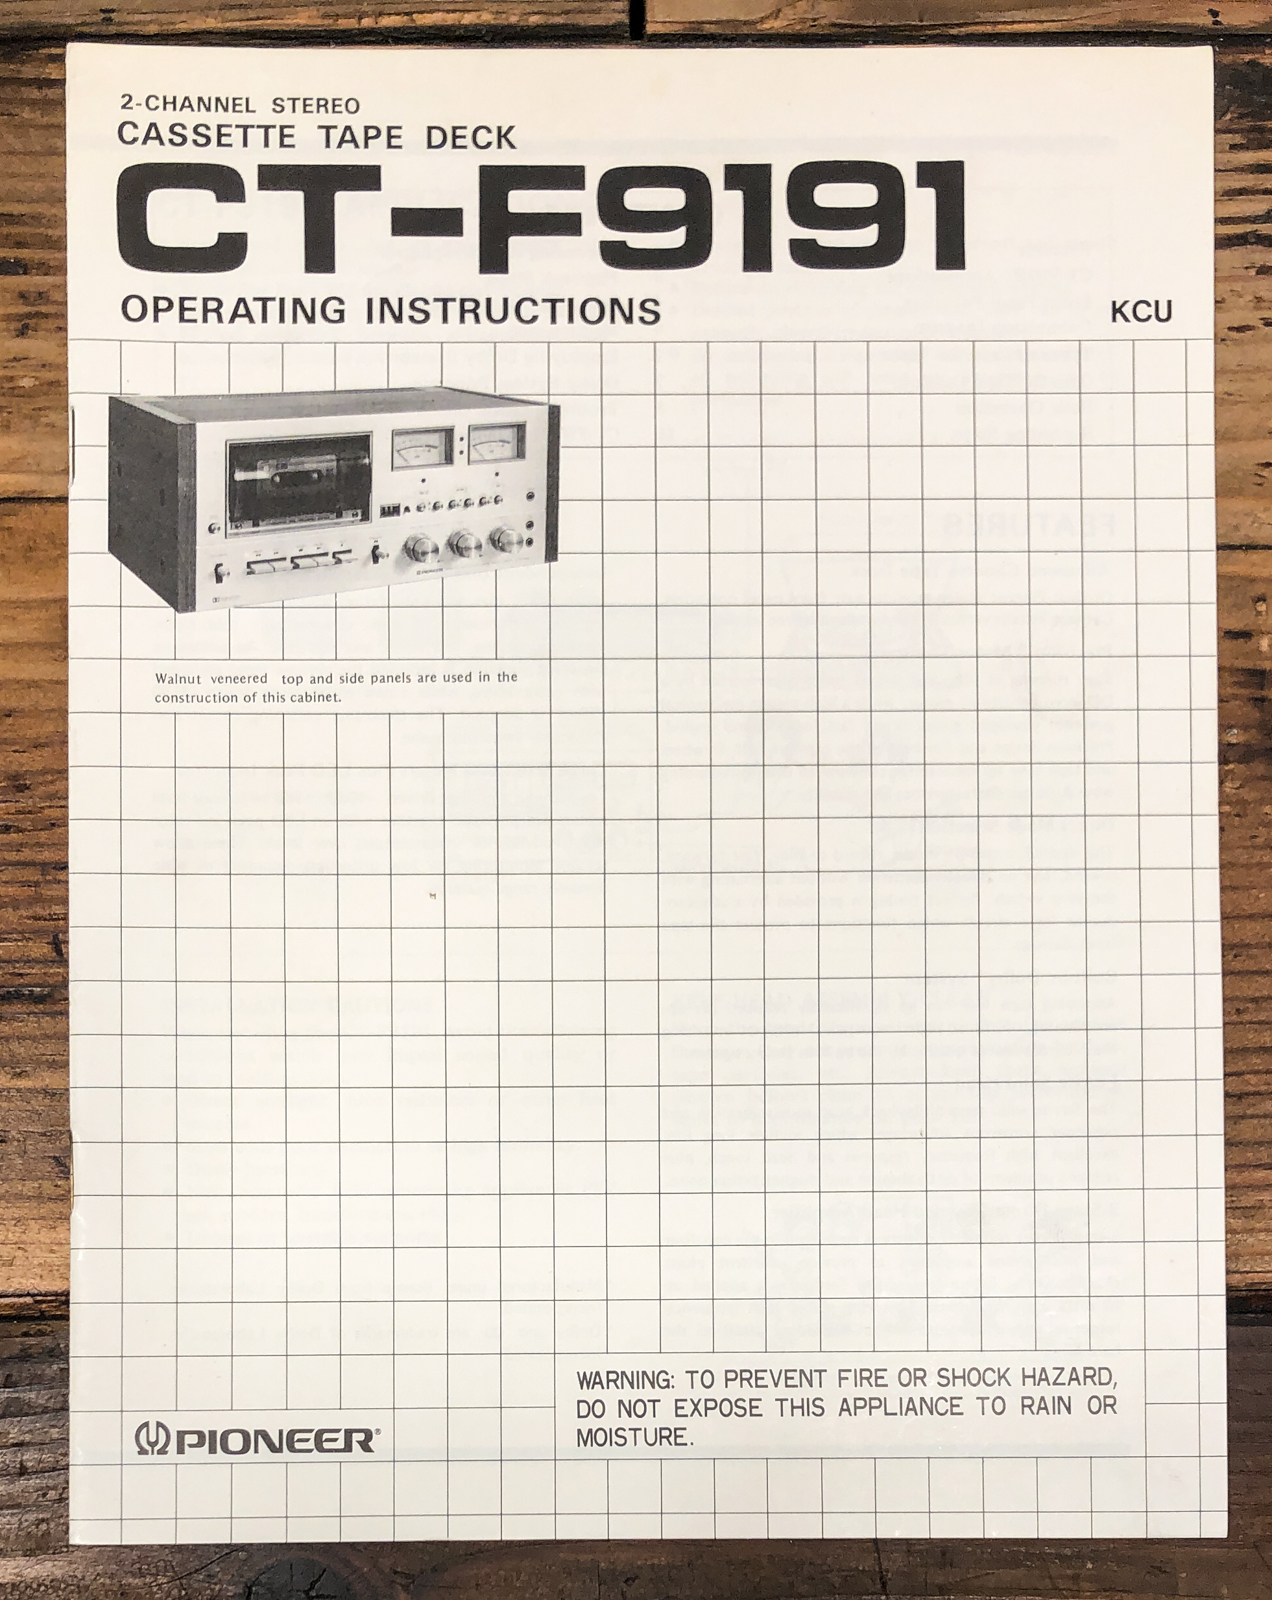 2-CHANNEL STEREO
CASSETTE TAPE DECK
CT-F9191
OPERATING INSTRUCTIONS
KCU
PIONEER
Walnut veneered top and side panels are used in the
construction of this cabinet.
WARNING: TO PREVENT FIRE OR SHOCK HAZARD,
DO NOT EXPOSE THIS APPLIANCE TO RAIN OR
MOISTURE.
PIONEER®